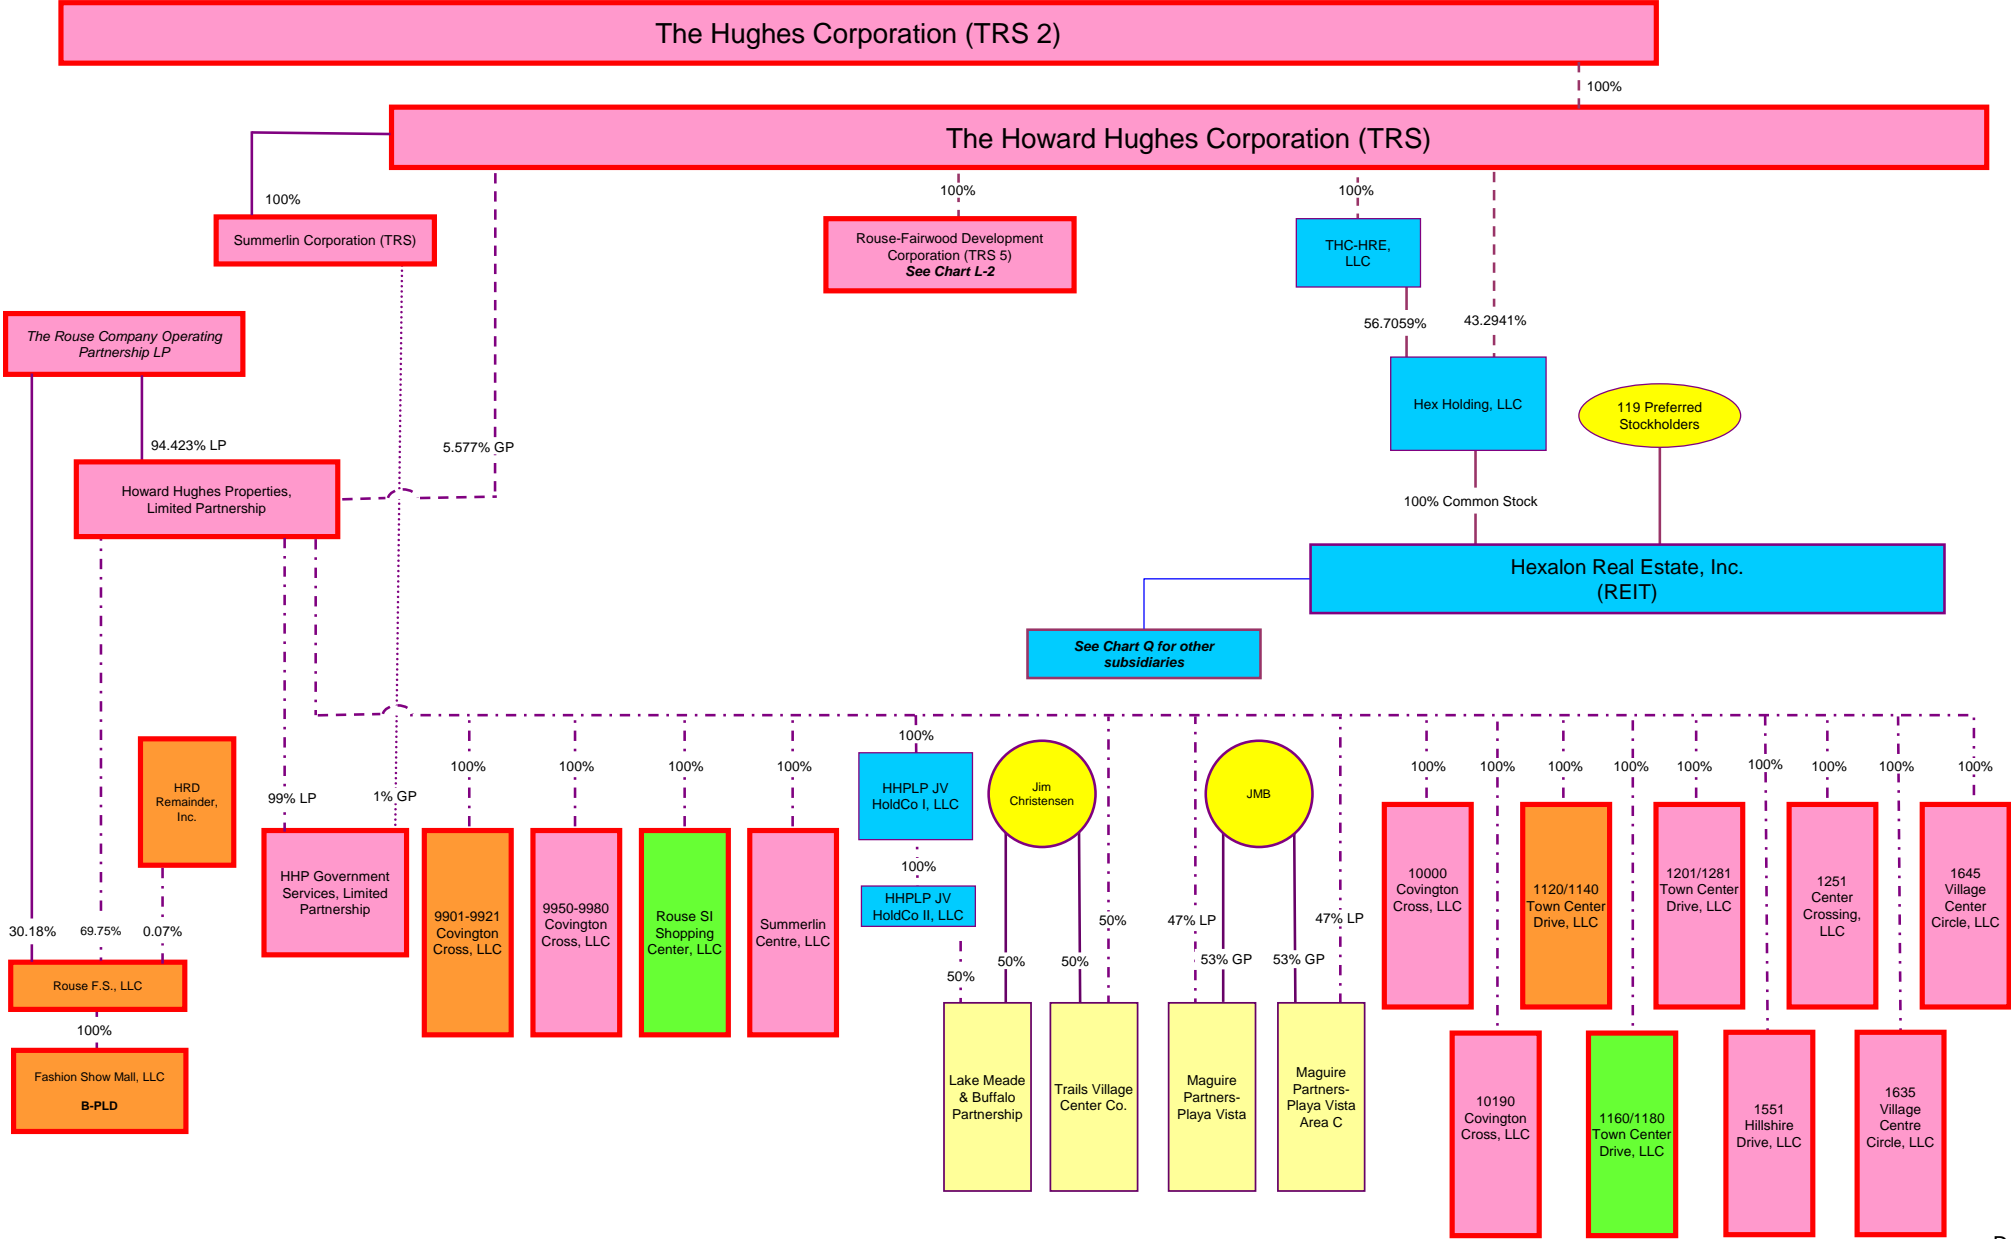 The Hughes Corporation (TRS 2)
100%
The Howard Hughes Corporation (TRS)
100%
100%
100%
Summerlin Corporation (TRS)
Rouse-Fairwood Development
Corporation (TRS 5)
See Chart L-2
THC-HRE,
LLC
56.7059%
43.2941%
The Rouse Company Operating
Partnership LP
Hex Holding, LLC
119 Preferred
Stockholders
94.423% LP
5.577% GP
Howard Hughes Properties,
Limited Partnership
100% Common Stock
Hexalon Real Estate, Inc.
(REIT)
See Chart Q for other
subsidiaries
HRD
Remainder,
Inc.
99% LP
1% GP
100%
100%
100%
100%
100%
HHPLP JV
HoldCo I, LLC
100%
HHPLP JV
HoldCo II, LLC
Jim
Christensen
JMB
100%
100%
100%
100%
100%
100%
100%
100%
100%
HHP Government
Services, Limited
Partnership
9901-9921
Covington
Cross, LLC
9950-9980
Covington
Cross, LLC
Rouse SI
Shopping
Center, LLC
Summerlin
Centre, LLC
10000
Covington
Cross, LLC
1120/1140
Town Center
Drive, LLC
1201/1281
Town Center
Drive, LLC
1251
Center
Crossing,
LLC
1645
Village
Center
Circle, LLC
30.18%
69.75%
0.07%
50%
50%
50%
50%
47% LP
53% GP
53% GP
47% LP
Rouse F.S., LLC
100%
Fashion Show Mall, LLC
B-PLD
Lake Meade
& Buffalo
Partnership
Trails Village
Center Co.
Maguire
Partners-
Playa Vista
Maguire
Partners-
Playa Vista
Area C
10190
Covington
Cross, LLC
1160/1180
Town Center
Drive, LLC
1551
Hillshire
Drive, LLC
1635
Village
Centre
Circle, LLC